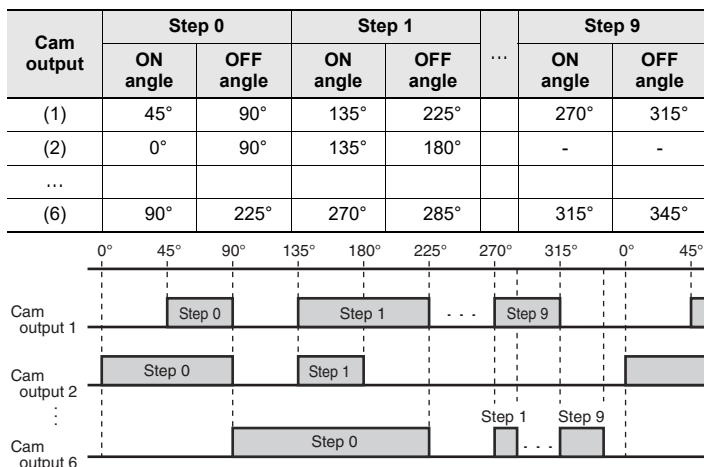 Cam output Step 0 Step 1 ... Step 9
ON angle OFF angle ON angle OFF angle ON angle OFF angle
(1) 45° 90° 135° 225° 270° 315°
(2) 0° 90° 135° 180° - -
...
(6) 90° 225° 270° 285° 315° 345°
0° 45° 90° 135° 180° 225° 270° 315° 0° 45°
Cam output 1 Step 0 Step 1 . . . Step 9
Cam output 2 Step 0 Step 1
Step 1 Step 9
Cam output 6 Step 0 . . .